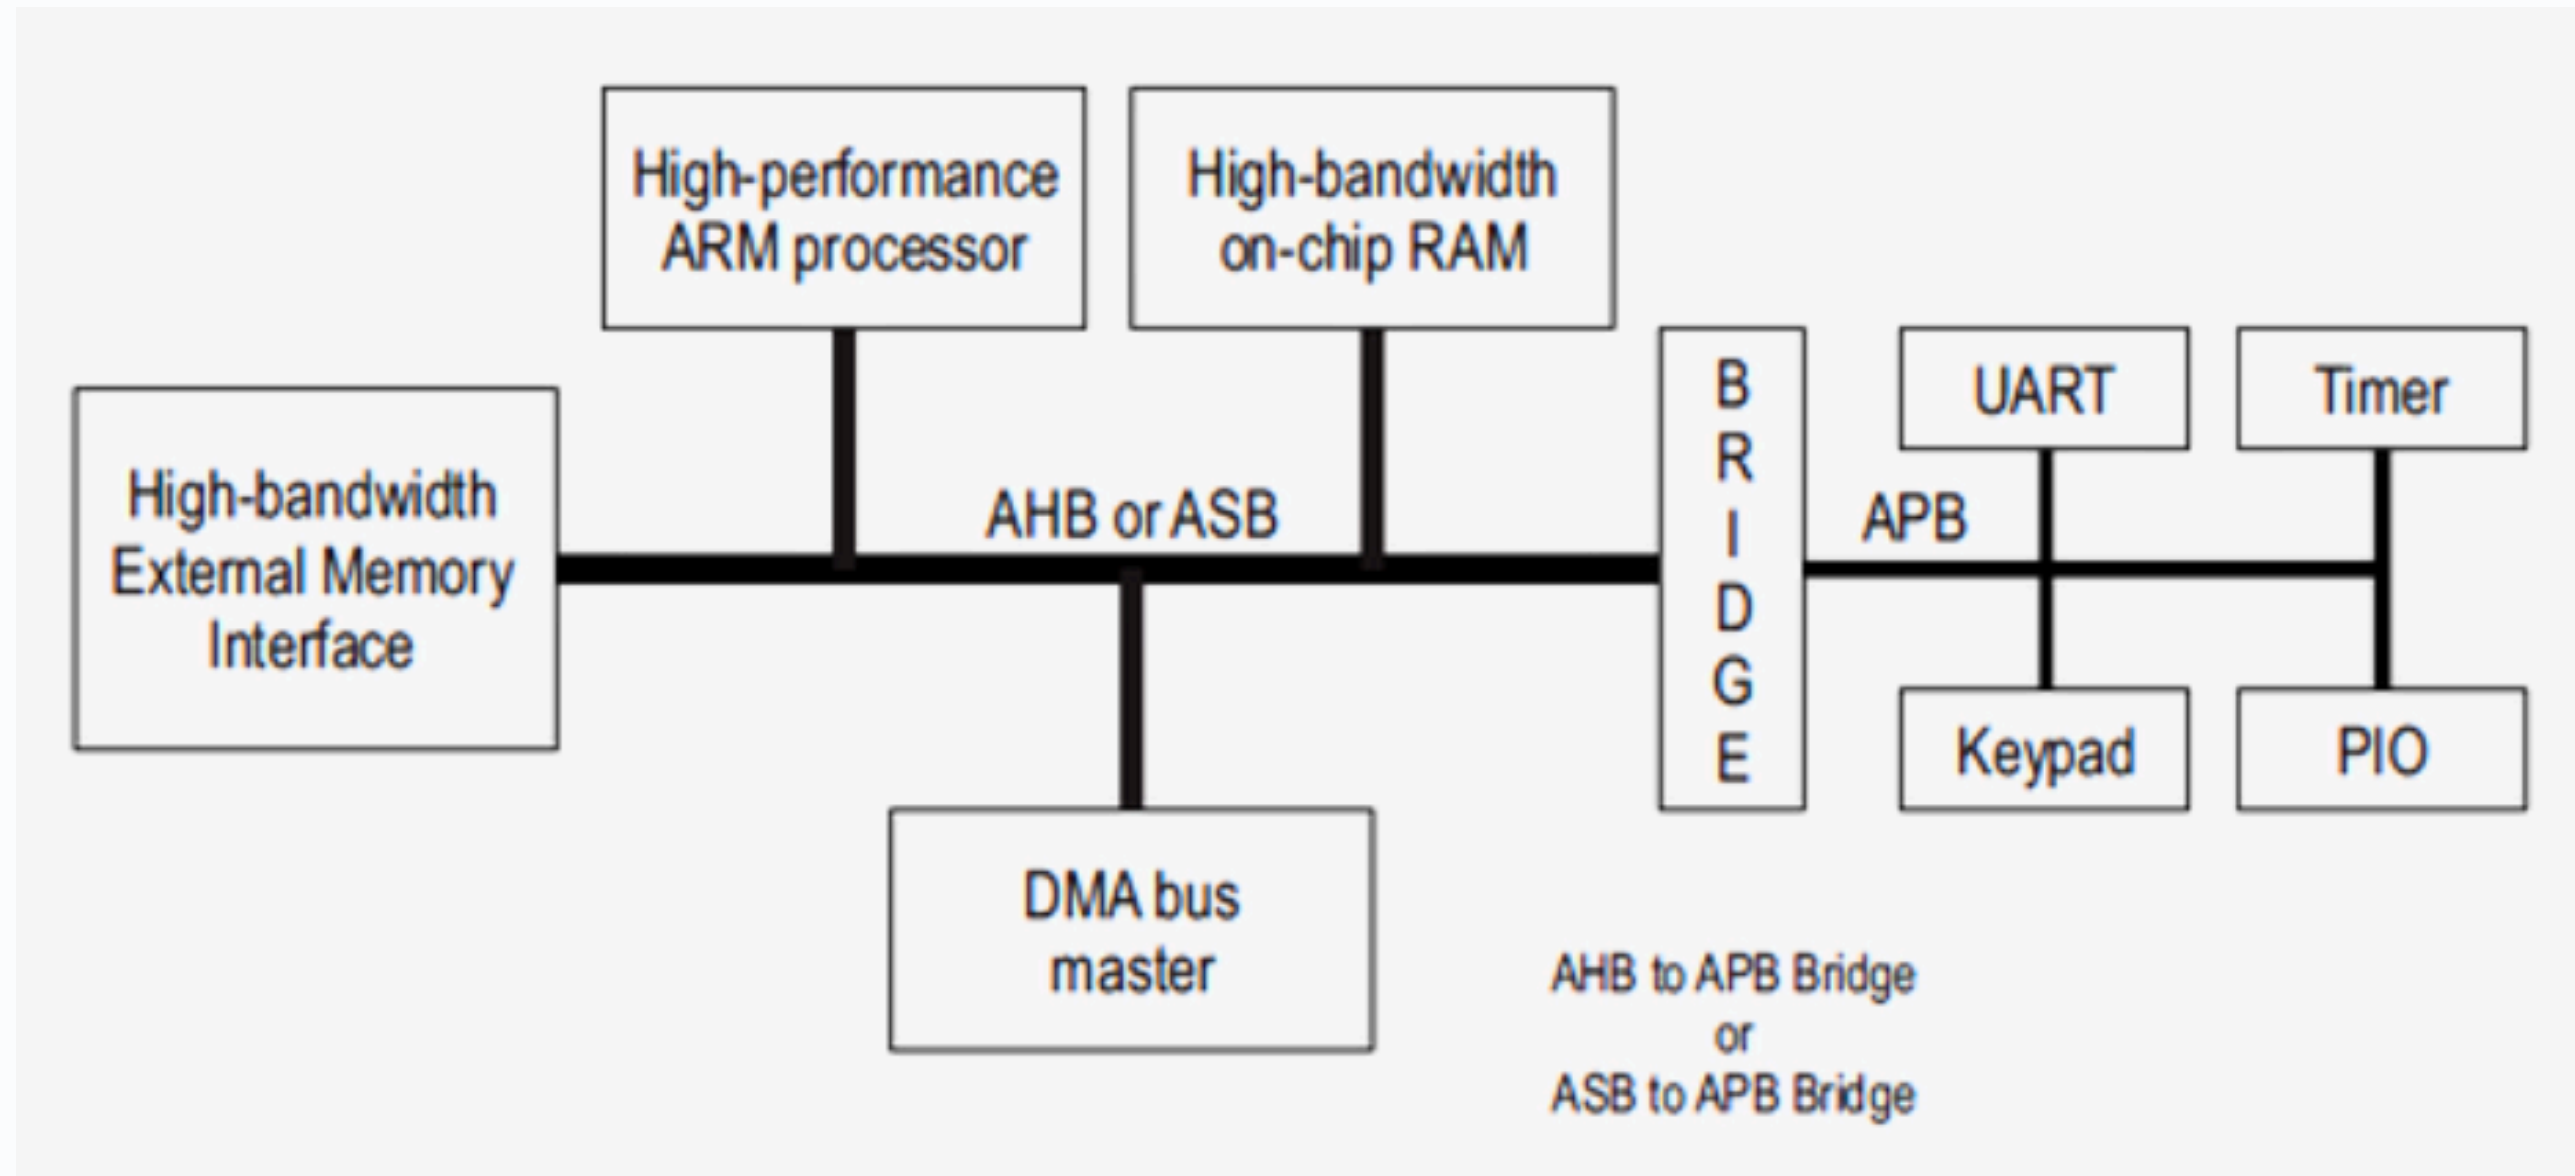 High-performance
ARM processor
High-bandwidth
on-chip RAM
High-bandwidth
External Memory
Interface
AHB or ASB
B
R
I
D
G
E
APB
UART
Timer
Keypad
PIO
DMA bus
master
AHB to APB Bridge
or
ASB to APB Bridge